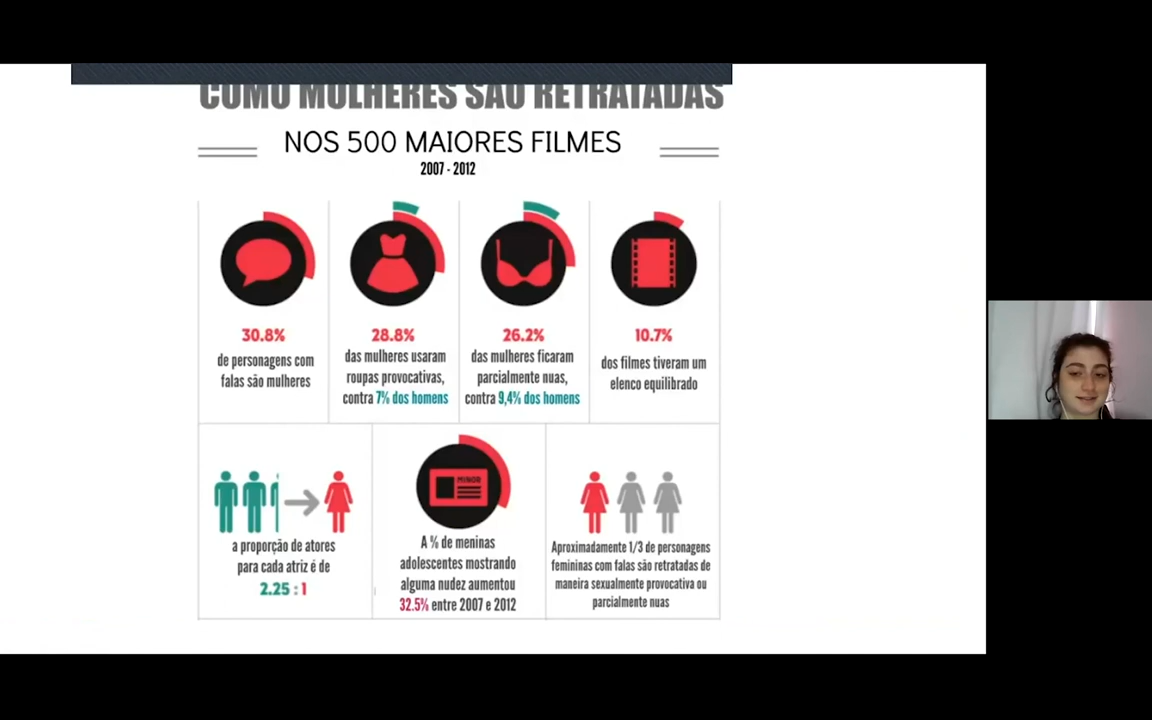 COMO MULHERES SÃO RETRATADAS
NOS 500 MAIORES FILMES
2007 - 2012
30.8%
de personagens com
falas são mulheres
28.8%
das mulheres usaram
roupas provocativas,
contra 7% dos homens
26.2%
das mulheres ficaram
parcialmente nuas,
contra 9,4% dos homens
10.7%
dos filmes tiveram um
elenco equilibrado
a proporção de atores
para cada atriz é de
2.25 : 1
MINOR
A % de meninas
adolescentes mostrando
alguma nudez aumentou
32.5% entre 2007 e 2012
Aproximadamente 1/3 de personagens
femininas com falas são retratadas de
maneira sexualmente provocativa ou
parcialmente nuas